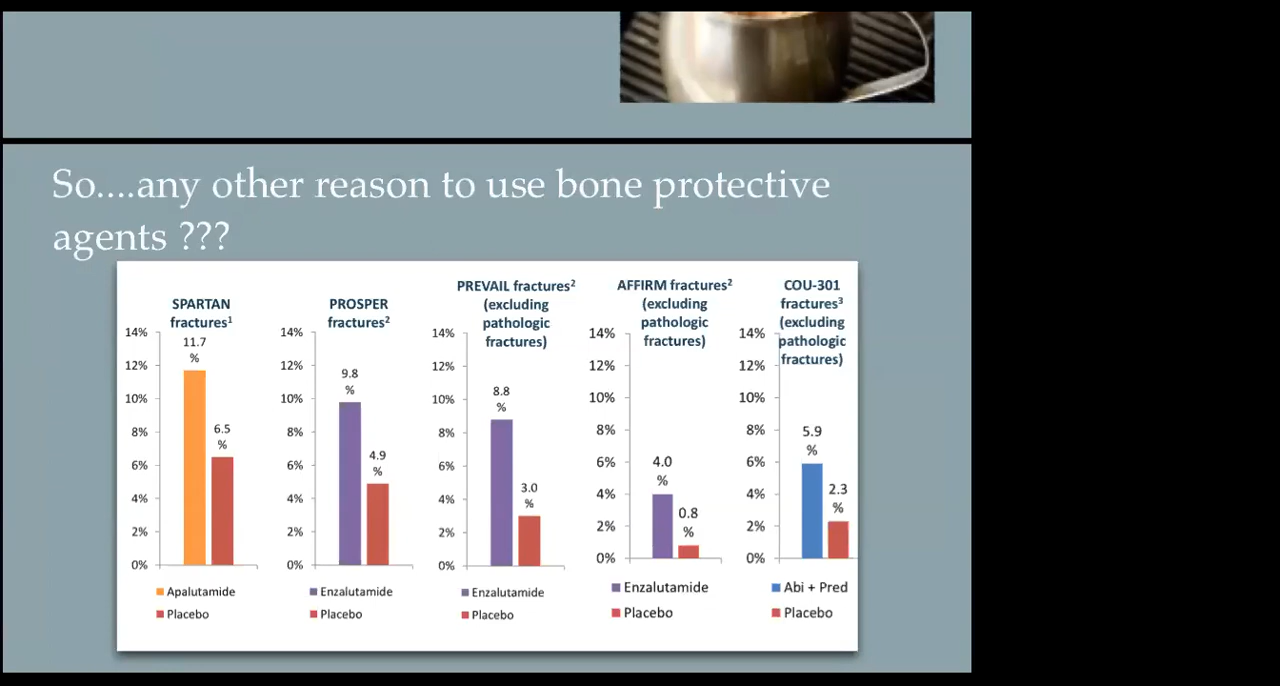 So....any other reason to use bone protective
agents ???
SPARTAN
fractures¹
14%
12%
10%
8%
6%
4%
2%
0%
11.7
%
6.5
%
Apalutamide
Placebo
PROSPER
fractures²
14%
12%
10%
8%
6%
4%
2%
0%
9.8
%
4.9
%
Enzalutamide
Placebo
PREVAIL fractures²
(excluding
pathologic
fractures)
14%
12%
10%
8%
6%
4%
2%
0%
8.8
%
3.0
%
Enzalutamide
Placebo
AFFIRM fractures²
(excluding
pathologic
fractures)
14%
12%
10%
8%
6%
4%
2%
0%
4.0
%
0.8
%
Enzalutamide
Placebo
COU-301
fractures³
(excluding
pathologic
fractures)
14%
12%
10%
8%
6%
4%
2%
0%
5.9
%
2.3
%
Abi + Pred
Placebo